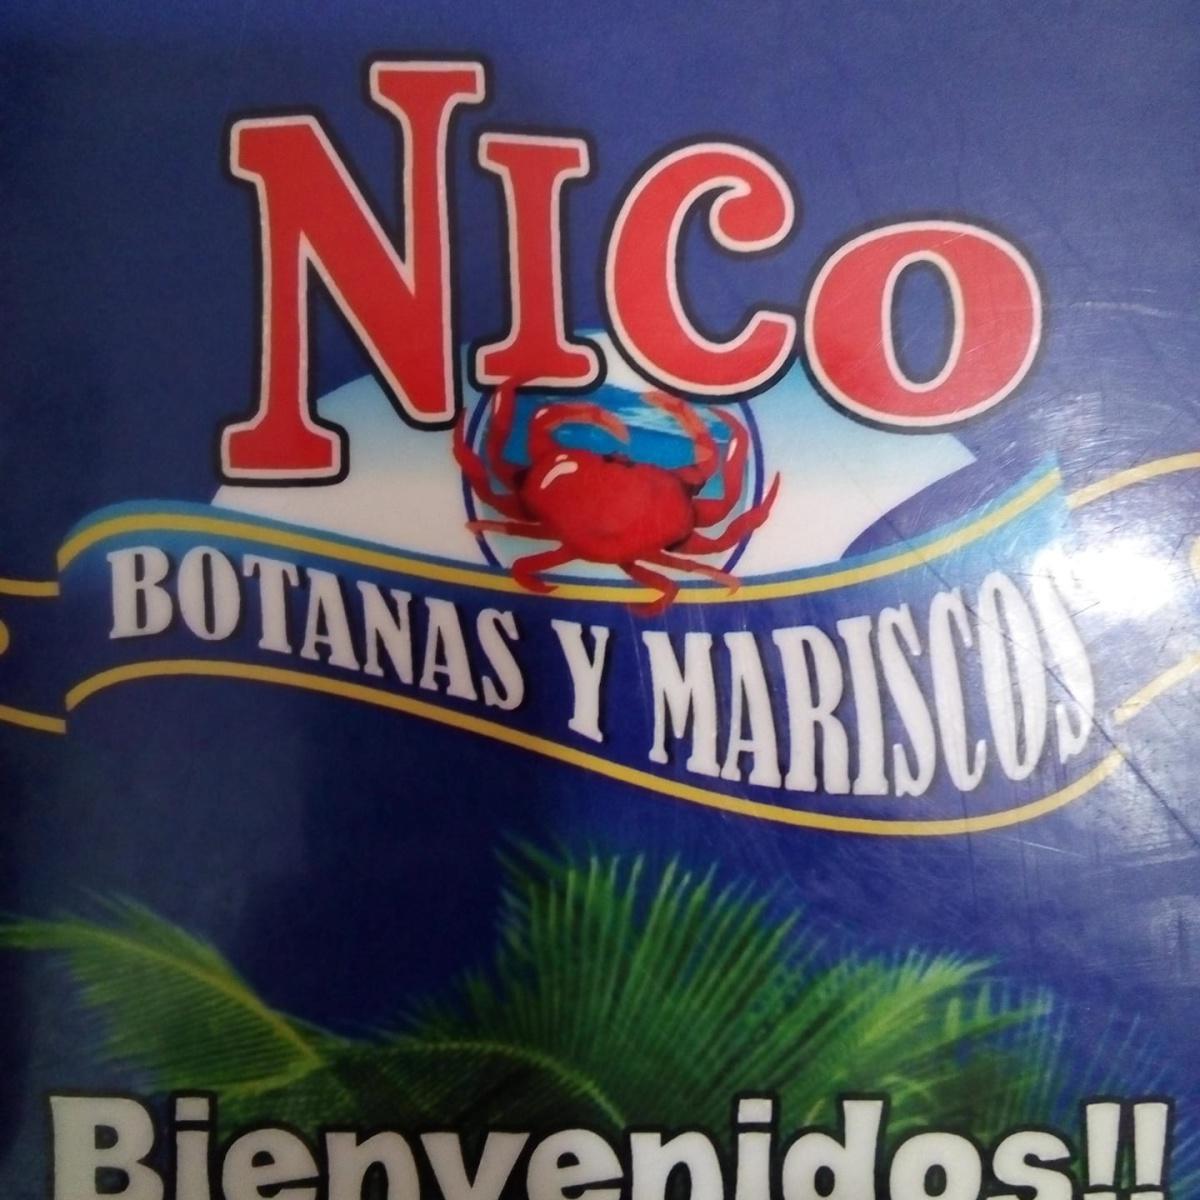 Nico
BOTANAS Y MARISCOS
Bienvenidos!!